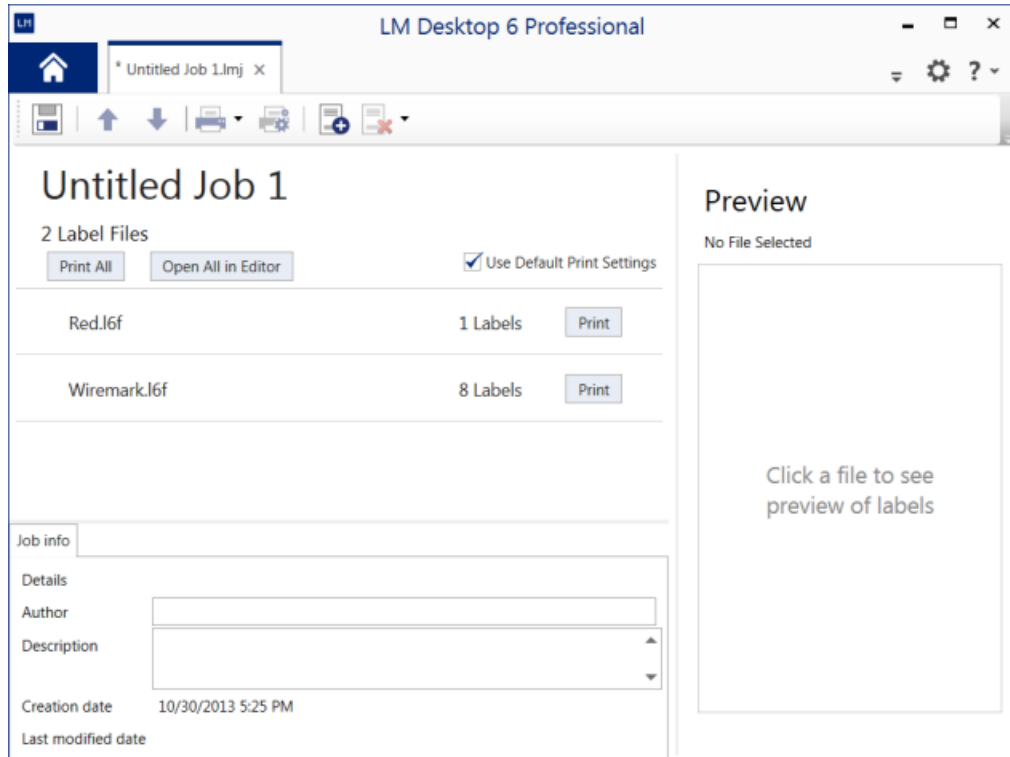 LM
LM Desktop 6 Professional
* Untitled Job 1.lmj
?
Untitled Job 1
2 Label Files
Print All
Open All in Editor
Use Default Print Settings
Red.l6f 1 Labels Print
Wiremark.l6f 8 Labels Print
Preview
No File Selected
Click a file to see
preview of labels
Job info
Details
Author
Description
Creation date 10/30/2013 5:25 PM
Last modified date